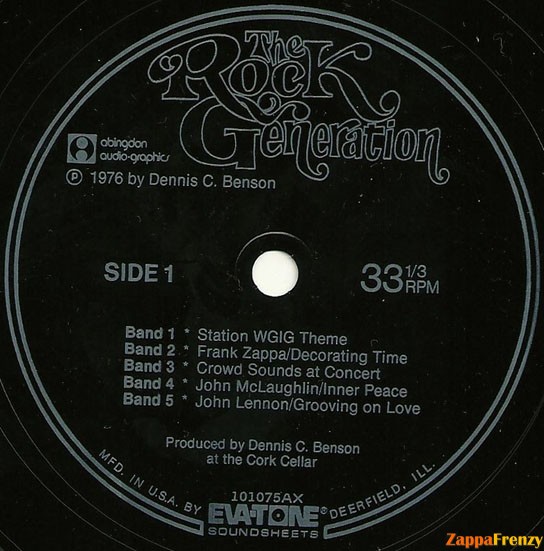 The
Rock
Generation
abingdon
audio-graphics
℗ 1976 by Dennis C. Benson
SIDE 1
33 1/3
RPM
Band 1 * Station WGIG Theme
Band 2 * Frank Zappa/Decorating Time
Band 3 * Crowd Sounds at Concert
Band 4 * John McLaughlin/Inner Peace
Band 5 * John Lennon/Grooving on Love
Produced by Dennis C. Benson
at the Cork Cellar
101075AX
MFD. IN U.S.A. BY EVA-TONE® DEERFIELD, ILL.
SOUNDSHEETS
ZappaFrenzy